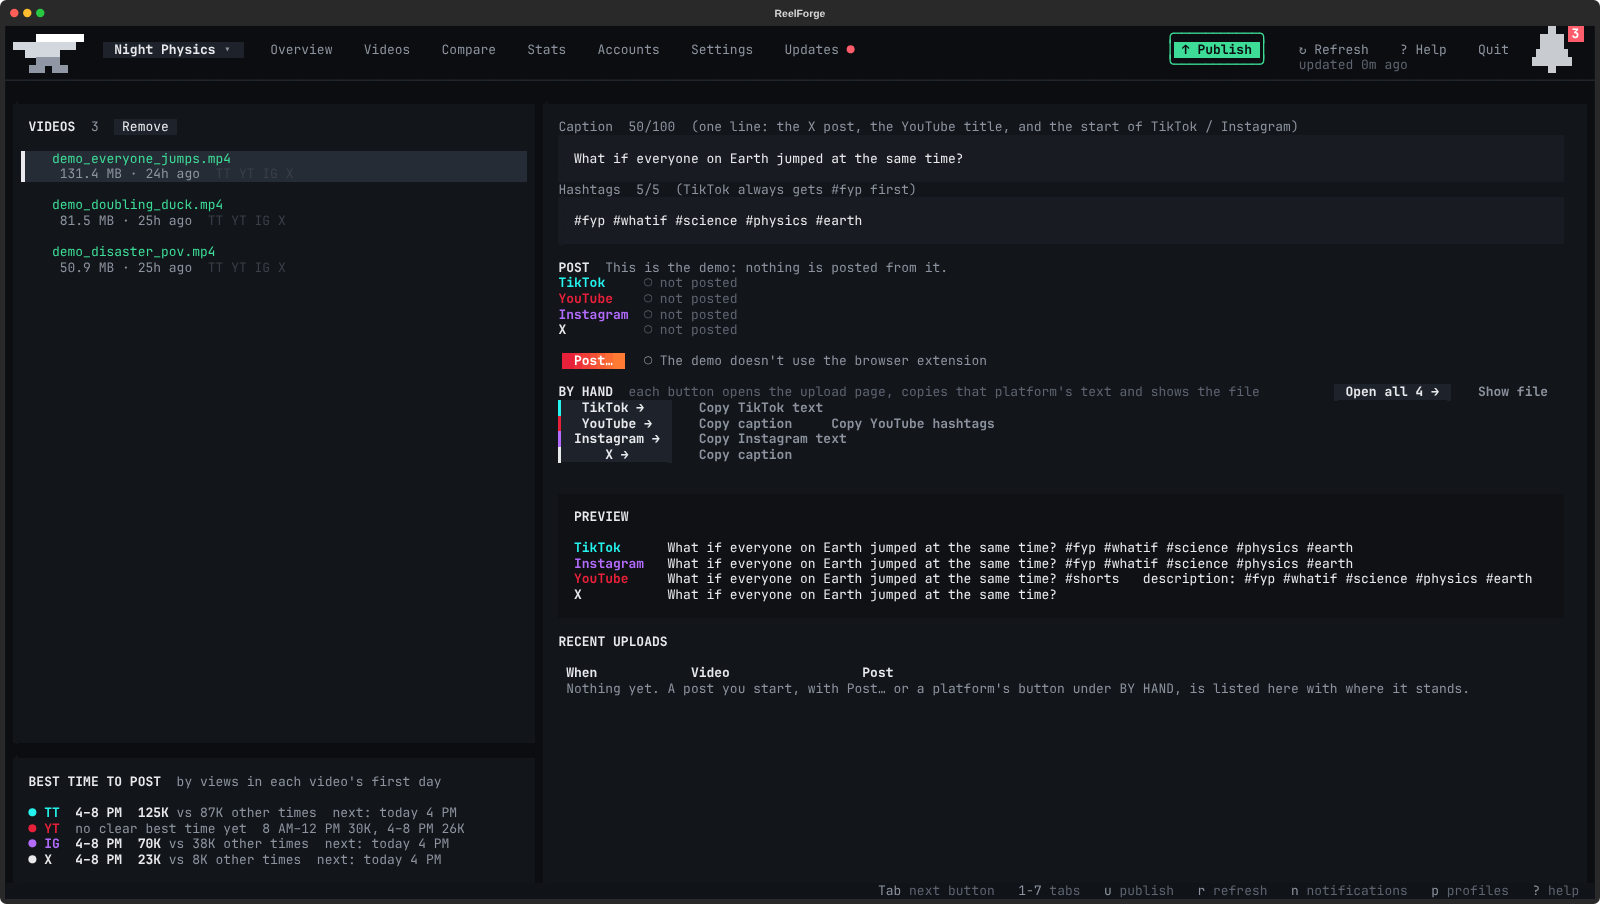 ReelForge
Night Physics ▾ Overview Videos Compare Stats Accounts Settings Updates ● ↑ Publish ↻ Refresh ? Help Quit 3
updated 0m ago
VIDEOS 3 Remove
demo_everyone_jumps.mp4
131.4 MB · 24h ago TT YT IG X
demo_doubling_duck.mp4
81.5 MB · 25h ago TT YT IG X
demo_disaster_pov.mp4
50.9 MB · 25h ago TT YT IG X
BEST TIME TO POST by views in each video's first day
● TT 4–8 PM 125K vs 87K other times next: today 4 PM
● YT no clear best time yet 8 AM–12 PM 30K, 4–8 PM 26K
● IG 4–8 PM 70K vs 38K other times next: today 4 PM
● X 4–8 PM 23K vs 8K other times next: today 4 PM
Caption 50/100 (one line: the X post, the YouTube title, and the start of TikTok / Instagram)
What if everyone on Earth jumped at the same time?
Hashtags 5/5 (TikTok always gets #fyp first)
#fyp #whatif #science #physics #earth
POST This is the demo: nothing is posted from it.
TikTok ○ not posted
YouTube ○ not posted
Instagram ○ not posted
X ○ not posted
Post… ○ The demo doesn't use the browser extension
BY HAND each button opens the upload page, copies that platform's text and shows the file Open all 4 → Show file
TikTok → Copy TikTok text
YouTube → Copy caption Copy YouTube hashtags
Instagram → Copy Instagram text
X → Copy caption
PREVIEW
TikTok What if everyone on Earth jumped at the same time? #fyp #whatif #science #physics #earth
Instagram What if everyone on Earth jumped at the same time? #fyp #whatif #science #physics #earth
YouTube What if everyone on Earth jumped at the same time? #shorts description: #fyp #whatif #science #physics #earth
X What if everyone on Earth jumped at the same time?
RECENT UPLOADS
When Video Post
Nothing yet. A post you start, with Post… or a platform's button under BY HAND, is listed here with where it stands.
Tab next button 1-7 tabs u publish r refresh n notifications p profiles ? help